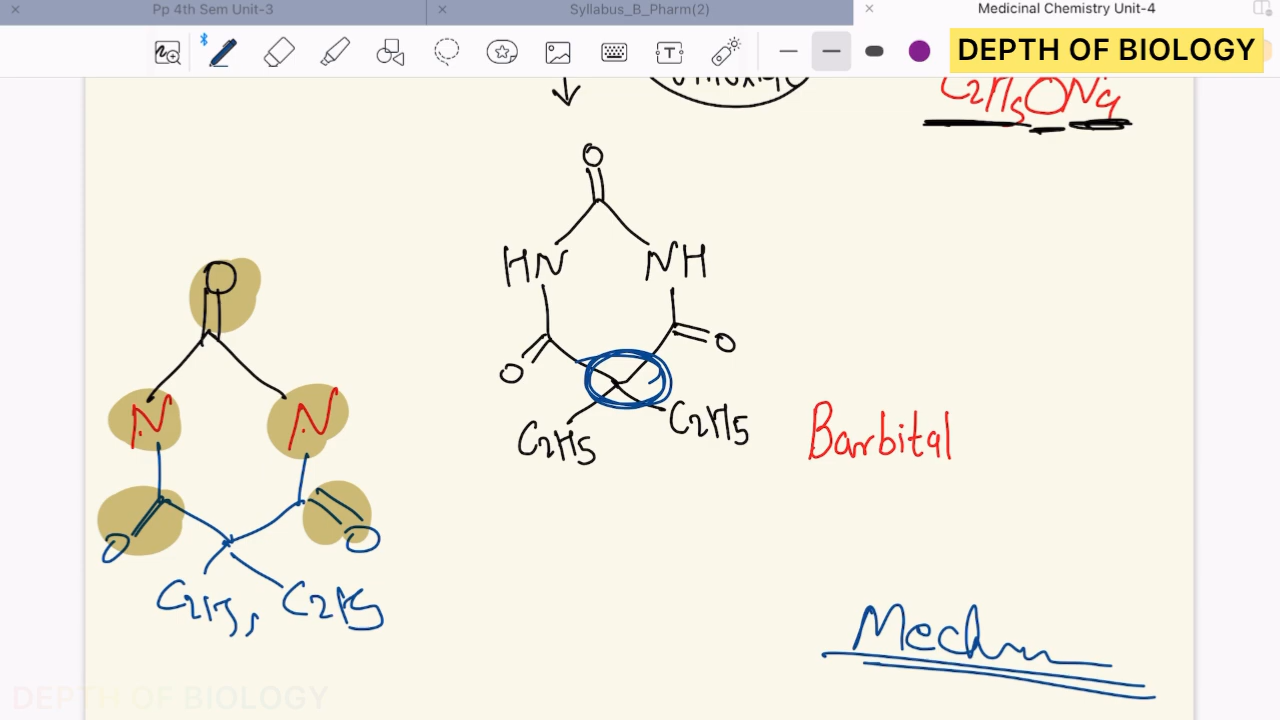 Pp 4th Sem Unit-3
Syllabus_B_Pharm(2)
Medicinal Chemistry Unit-4
DEPTH OF BIOLOGY
C2H5ONa
O
HN NH
O O
C2H5 C2H5
Barbital
O
N N
O O
C2H5, C2H5
DEPTH OF BIOLOGY